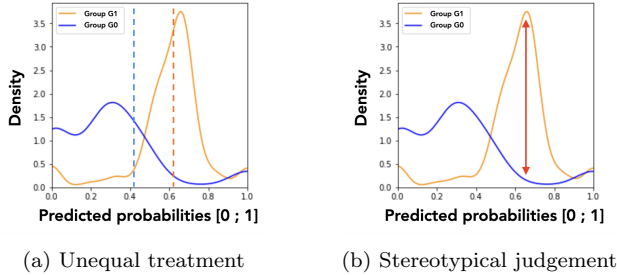 Group G1
Group G0
Density
3.5
3.0
2.5
2.0
1.5
1.0
0.5
0.0
0.0 0.2 0.4 0.6 0.8 1.0
Predicted probabilities [0 ; 1]
(a) Unequal treatment
Group G1
Group G0
Density
3.5
3.0
2.5
2.0
1.5
1.0
0.5
0.0
0.0 0.2 0.4 0.6 0.8 1.0
Predicted probabilities [0 ; 1]
(b) Stereotypical judgement